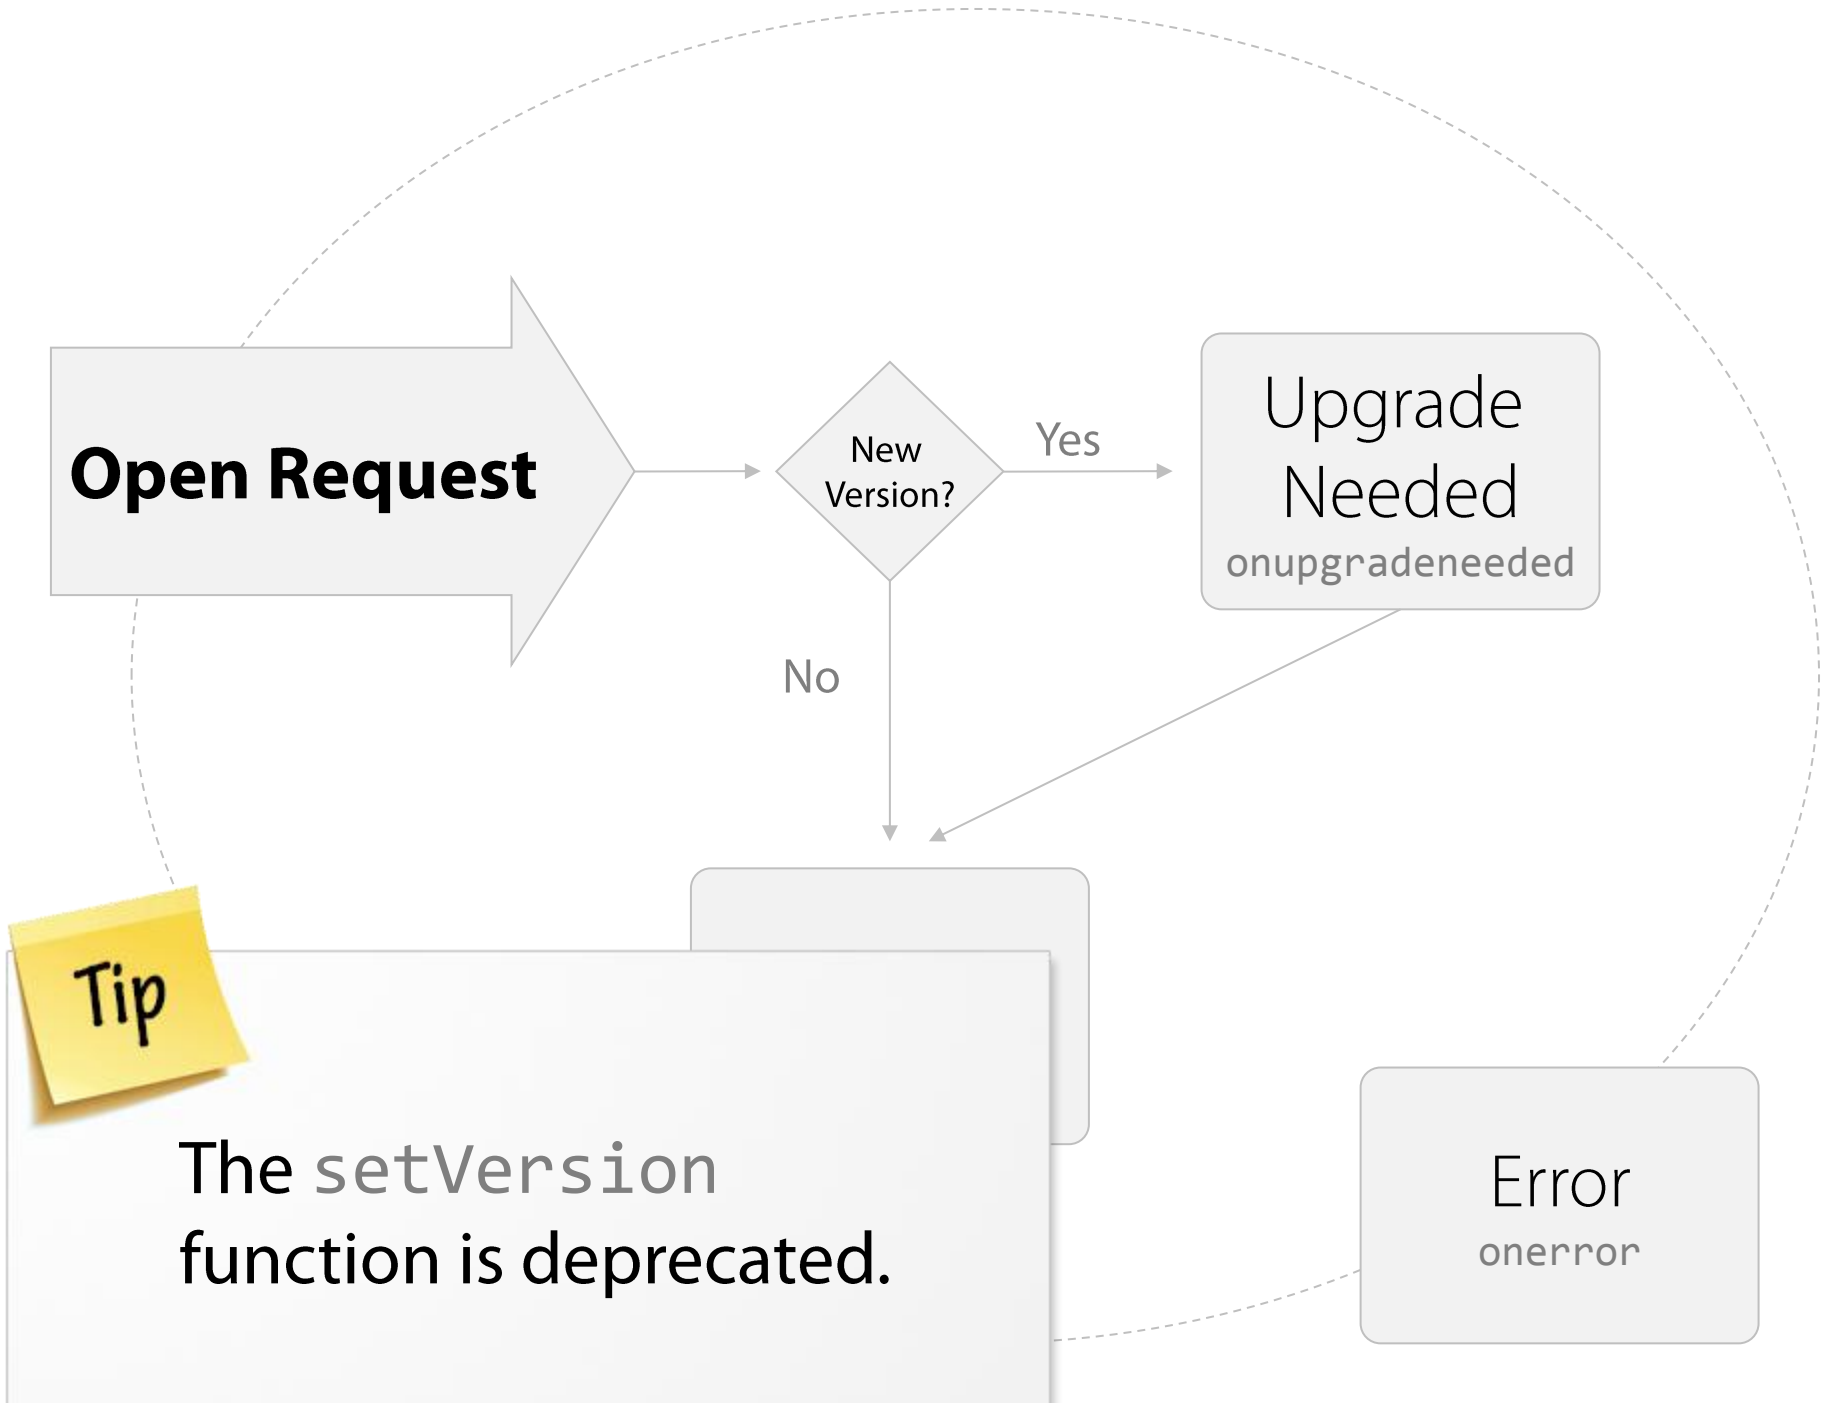 Open Request
New
Version?
Yes
Upgrade
Needed
onupgradeneeded
No
Tip
The setVersion
function is deprecated.
Error
onerror